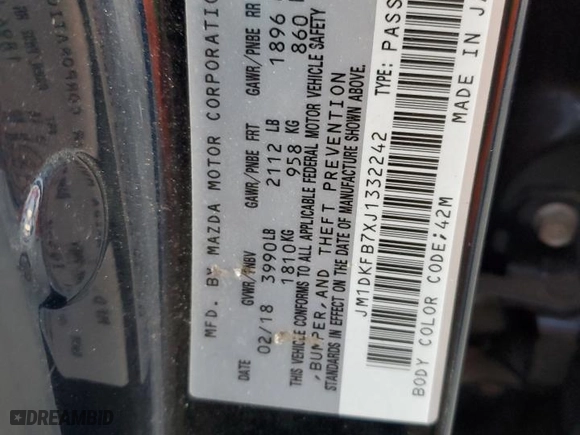 MFD. BY MAZDA MOTOR CORPORATIO
DATE GVWR/PNBV GAWR/PNBE FRT GAWR/PNBE RR
02/18 3990LB 2112 LB 1896
1810KG 958 KG 860
THIS VEHICLE CONFORMS TO ALL APPLICABLE FEDERAL MOTOR VEHICLE SAFETY
,BUMPER,AND THEFT PREVENTION
STANDARDS IN EFFECT ON THE DATE OF MANUFACTURE SHOWN ABOVE.
JM1DKFB7XJ1332242 TYPE: PASS
BODY COLOR CODE;42M MADE IN JA
DREAMBID